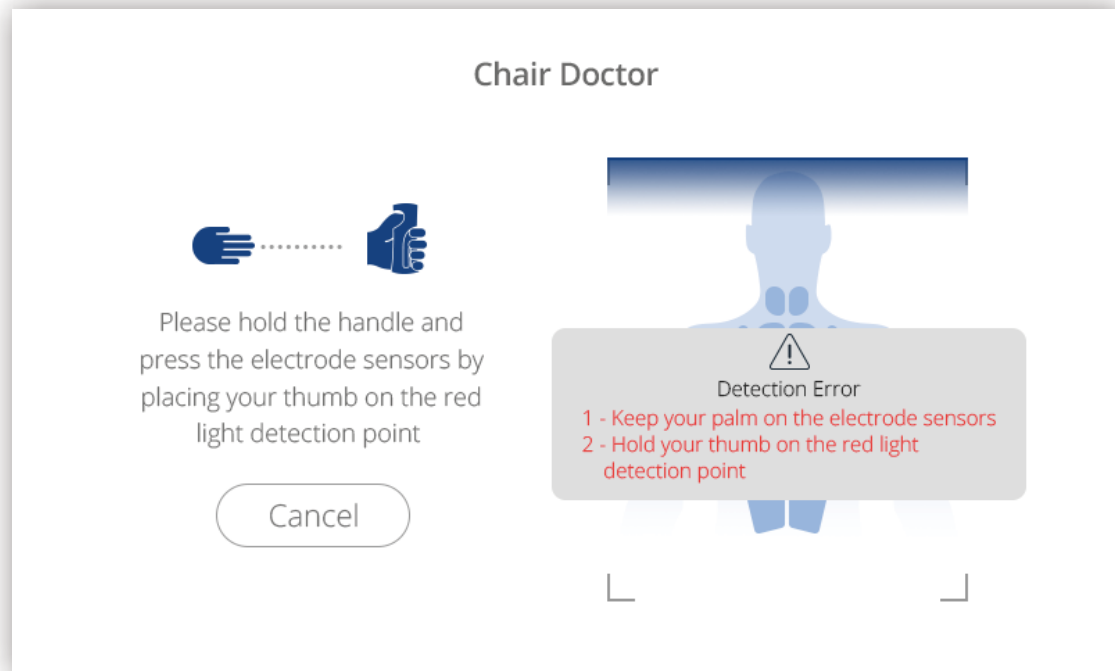 Chair Doctor
Please hold the handle and
press the electrode sensors by
placing your thumb on the red
light detection point
Cancel
Detection Error
1 - Keep your palm on the electrode sensors
2 - Hold your thumb on the red light
detection point